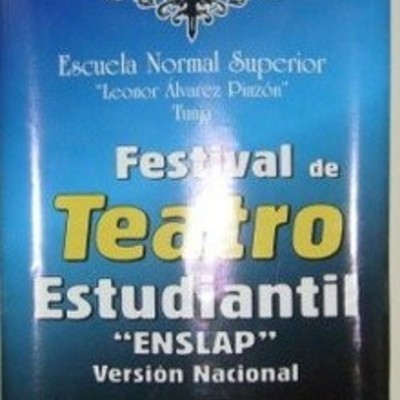 Escuela Normal Superior
"Leonor Álvarez Pinzón"
Tunja
Festival de
Teatro
Estudiantil
"ENSLAP"
Versión Nacional